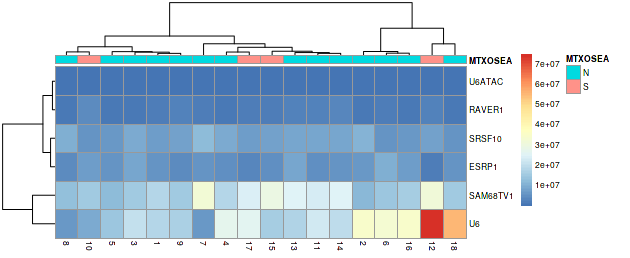 MTXOSEA
7e+07
6e+07
5e+07
4e+07
3e+07
2e+07
1e+07
MTXOSEA
N
S
U6ATAC
RAVER1
SRSF10
ESRP1
SAM68TV1
U6
8 10 5 3 1 9 7 4 17 15 13 11 14 2 6 16 12 18